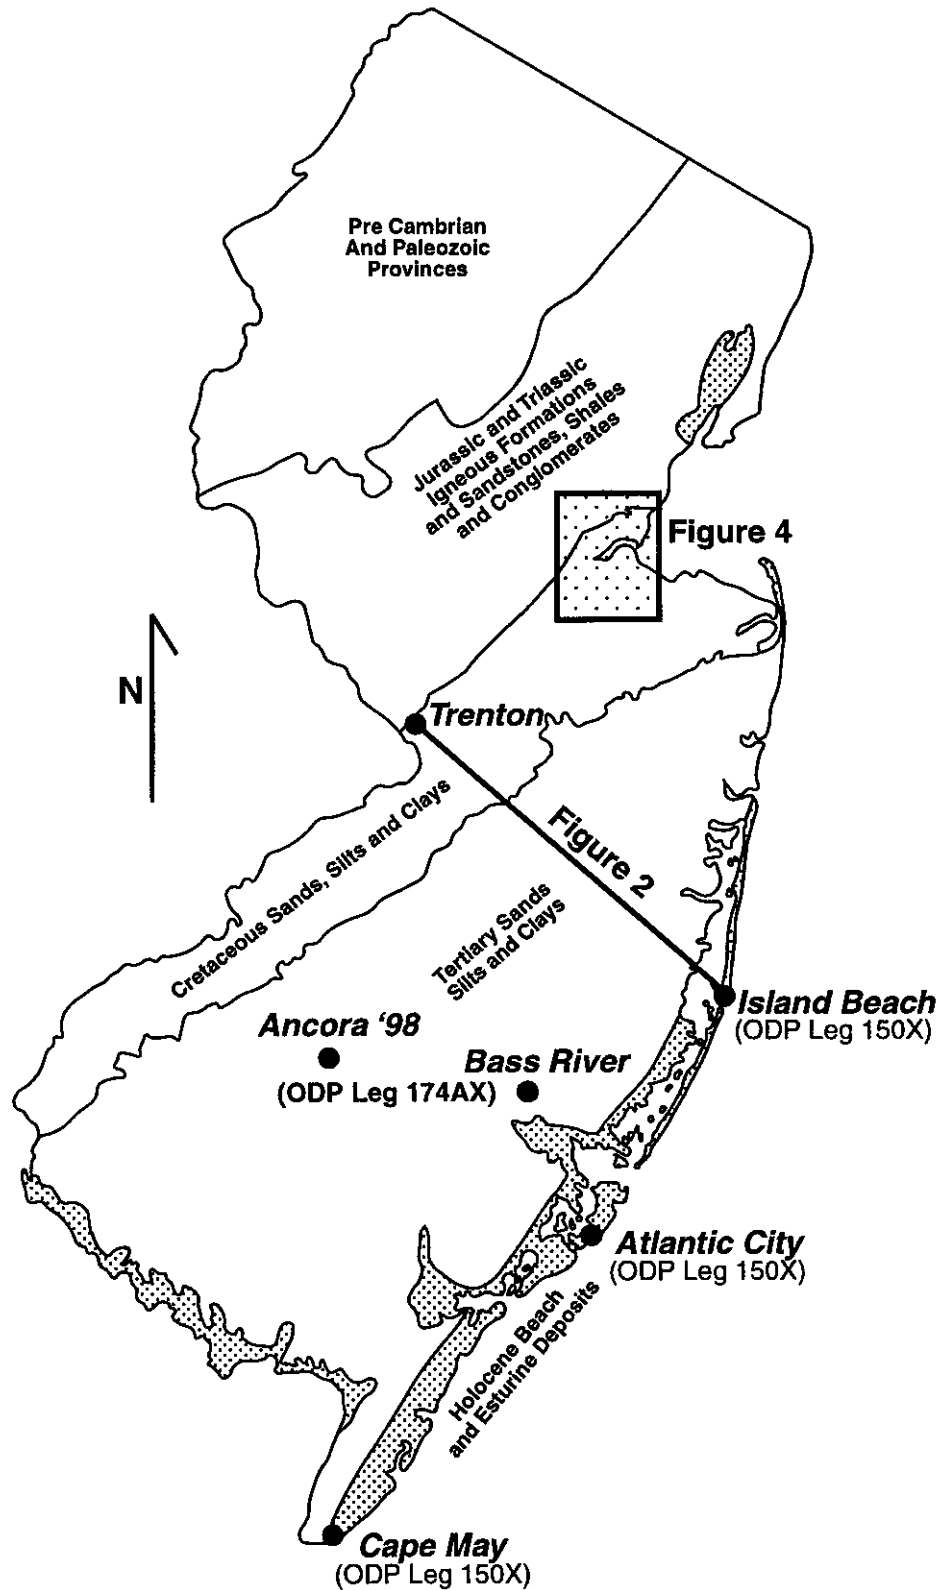 Pre Cambrian
And Paleozoic
Provinces
Jurassic and Triassic
Igneous Formations
and Sandstones, Shales
and Conglomerates
Figure 4
N
Trenton
Cretaceous Sands, Silts and Clays
Figure 2
Tertiary Sands
Silts and Clays
Island Beach
(ODP Leg 150X)
Ancora ‘98
(ODP Leg 174AX)
Bass River
Atlantic City
(ODP Leg 150X)
Holocene Beach
and Esturine Deposits
Cape May
(ODP Leg 150X)